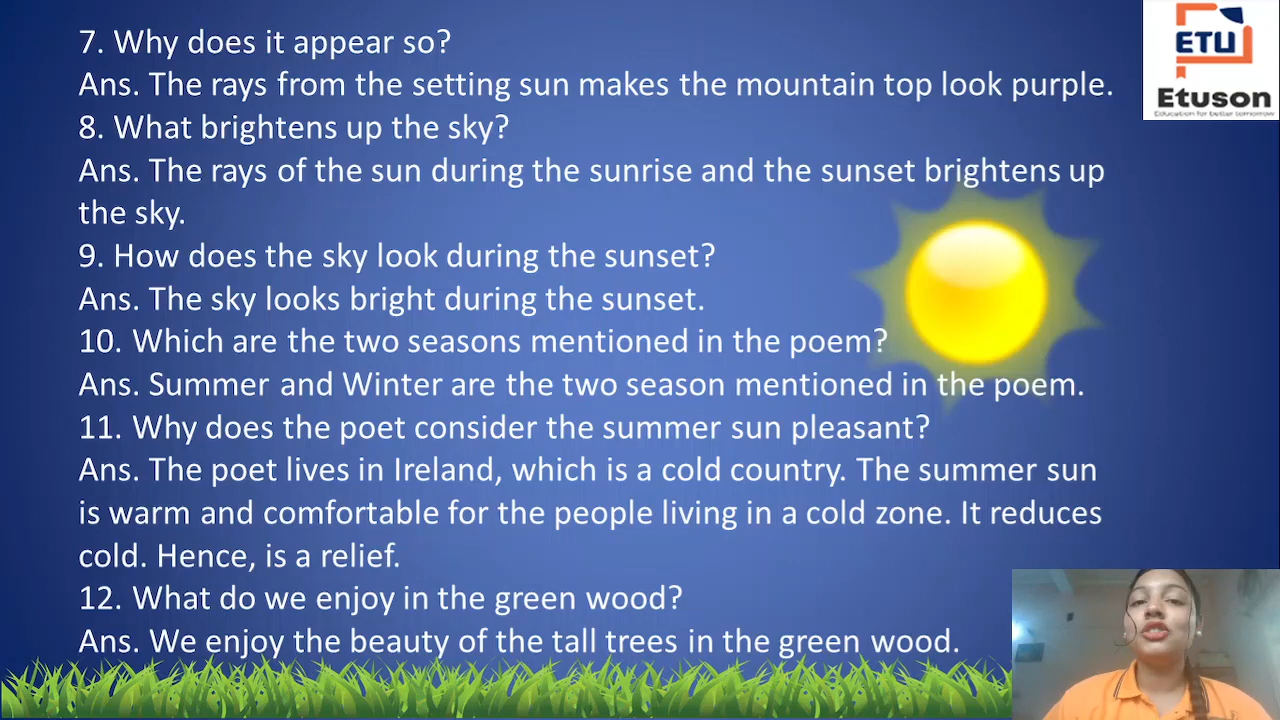 7. Why does it appear so?
Ans. The rays from the setting sun makes the mountain top look purple.
8. What brightens up the sky?
Ans. The rays of the sun during the sunrise and the sunset brightens up
the sky.
9. How does the sky look during the sunset?
Ans. The sky looks bright during the sunset.
10. Which are the two seasons mentioned in the poem?
Ans. Summer and Winter are the two season mentioned in the poem.
11. Why does the poet consider the summer sun pleasant?
Ans. The poet lives in Ireland, which is a cold country. The summer sun
is warm and comfortable for the people living in a cold zone. It reduces
cold. Hence, is a relief.
12. What do we enjoy in the green wood?
Ans. We enjoy the beauty of the tall trees in the green wood.
ETU
Etuson
Education for better tomorrow